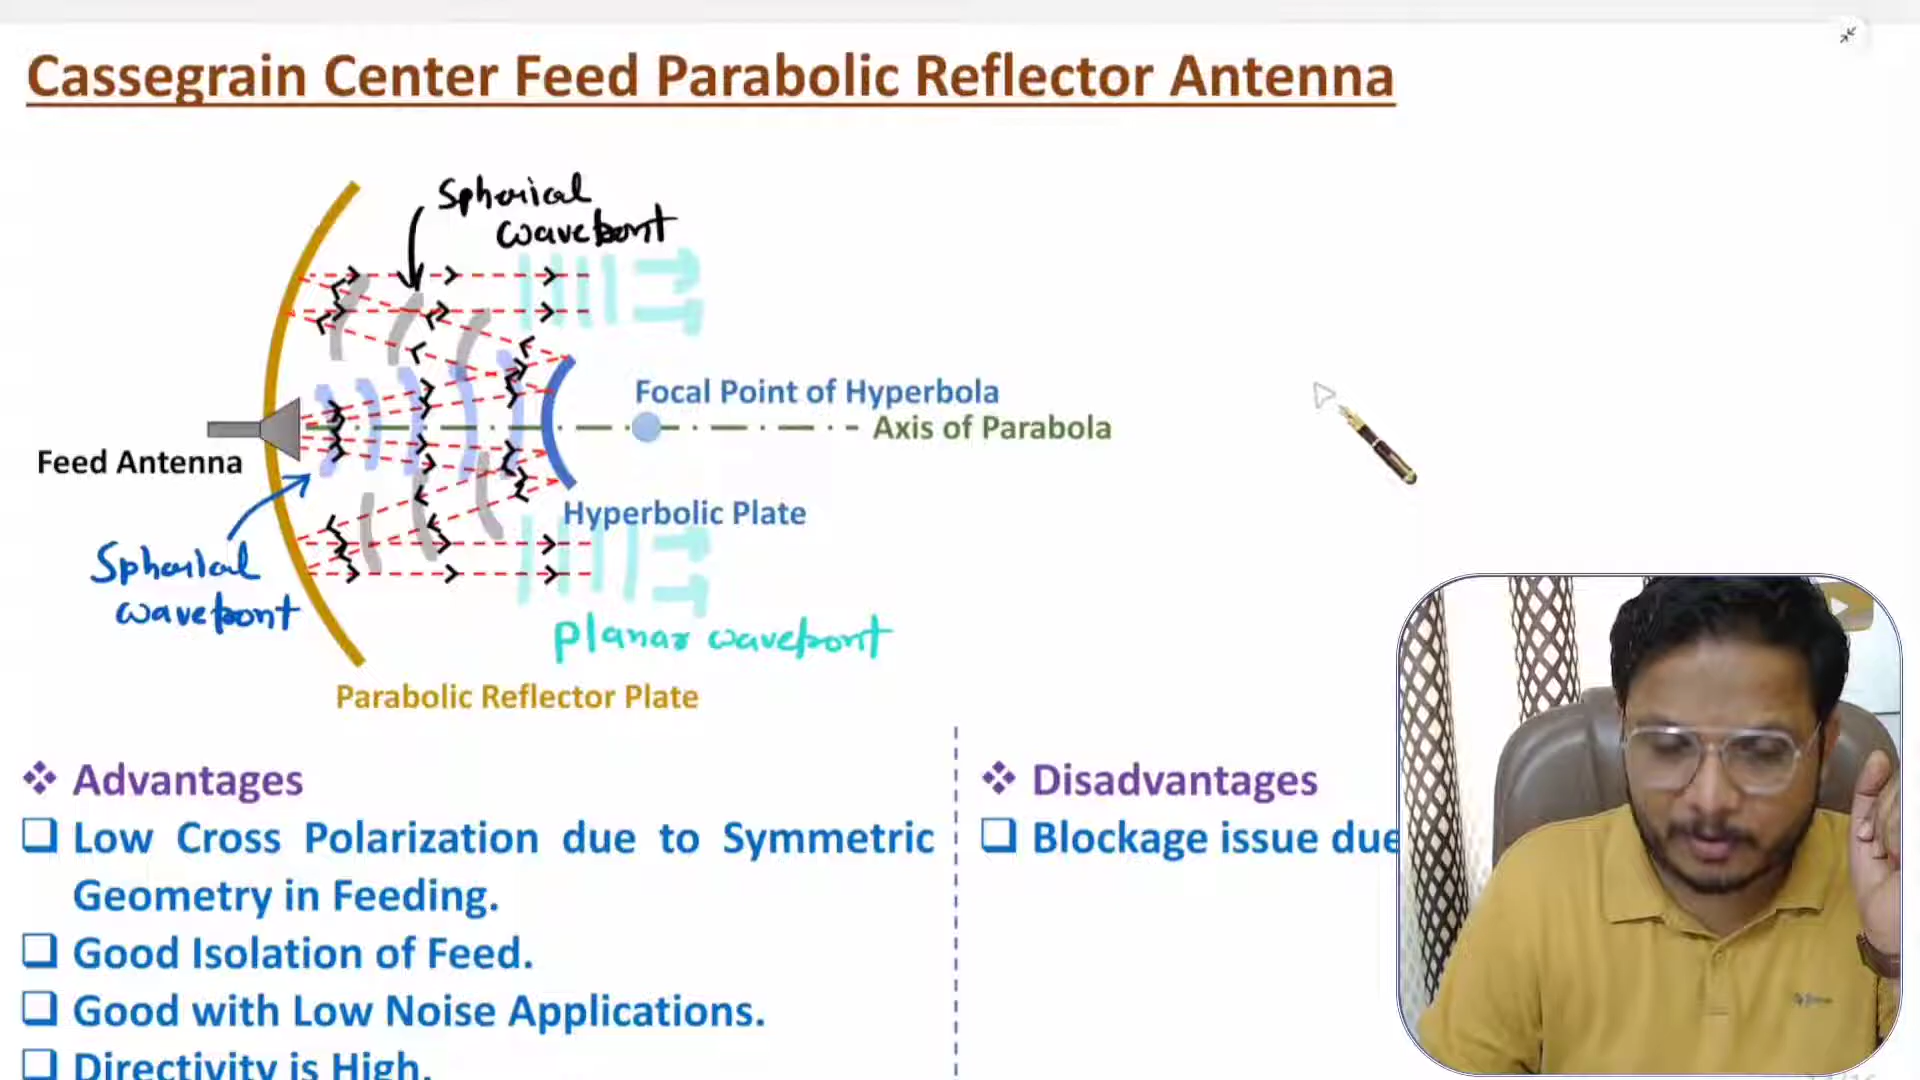 Cassegrain Center Feed Parabolic Reflector Antenna
Spherical
wavefront
Focal Point of Hyperbola
Axis of Parabola
Feed Antenna
Hyperbolic Plate
Spherical
wavefront
planar wavefront
Parabolic Reflector Plate
❖ Advantages
❑ Low Cross Polarization due to Symmetric
Geometry in Feeding.
❑ Good Isolation of Feed.
❑ Good with Low Noise Applications.
❑ Directivity is High.
❖ Disadvantages
❑ Blockage issue due